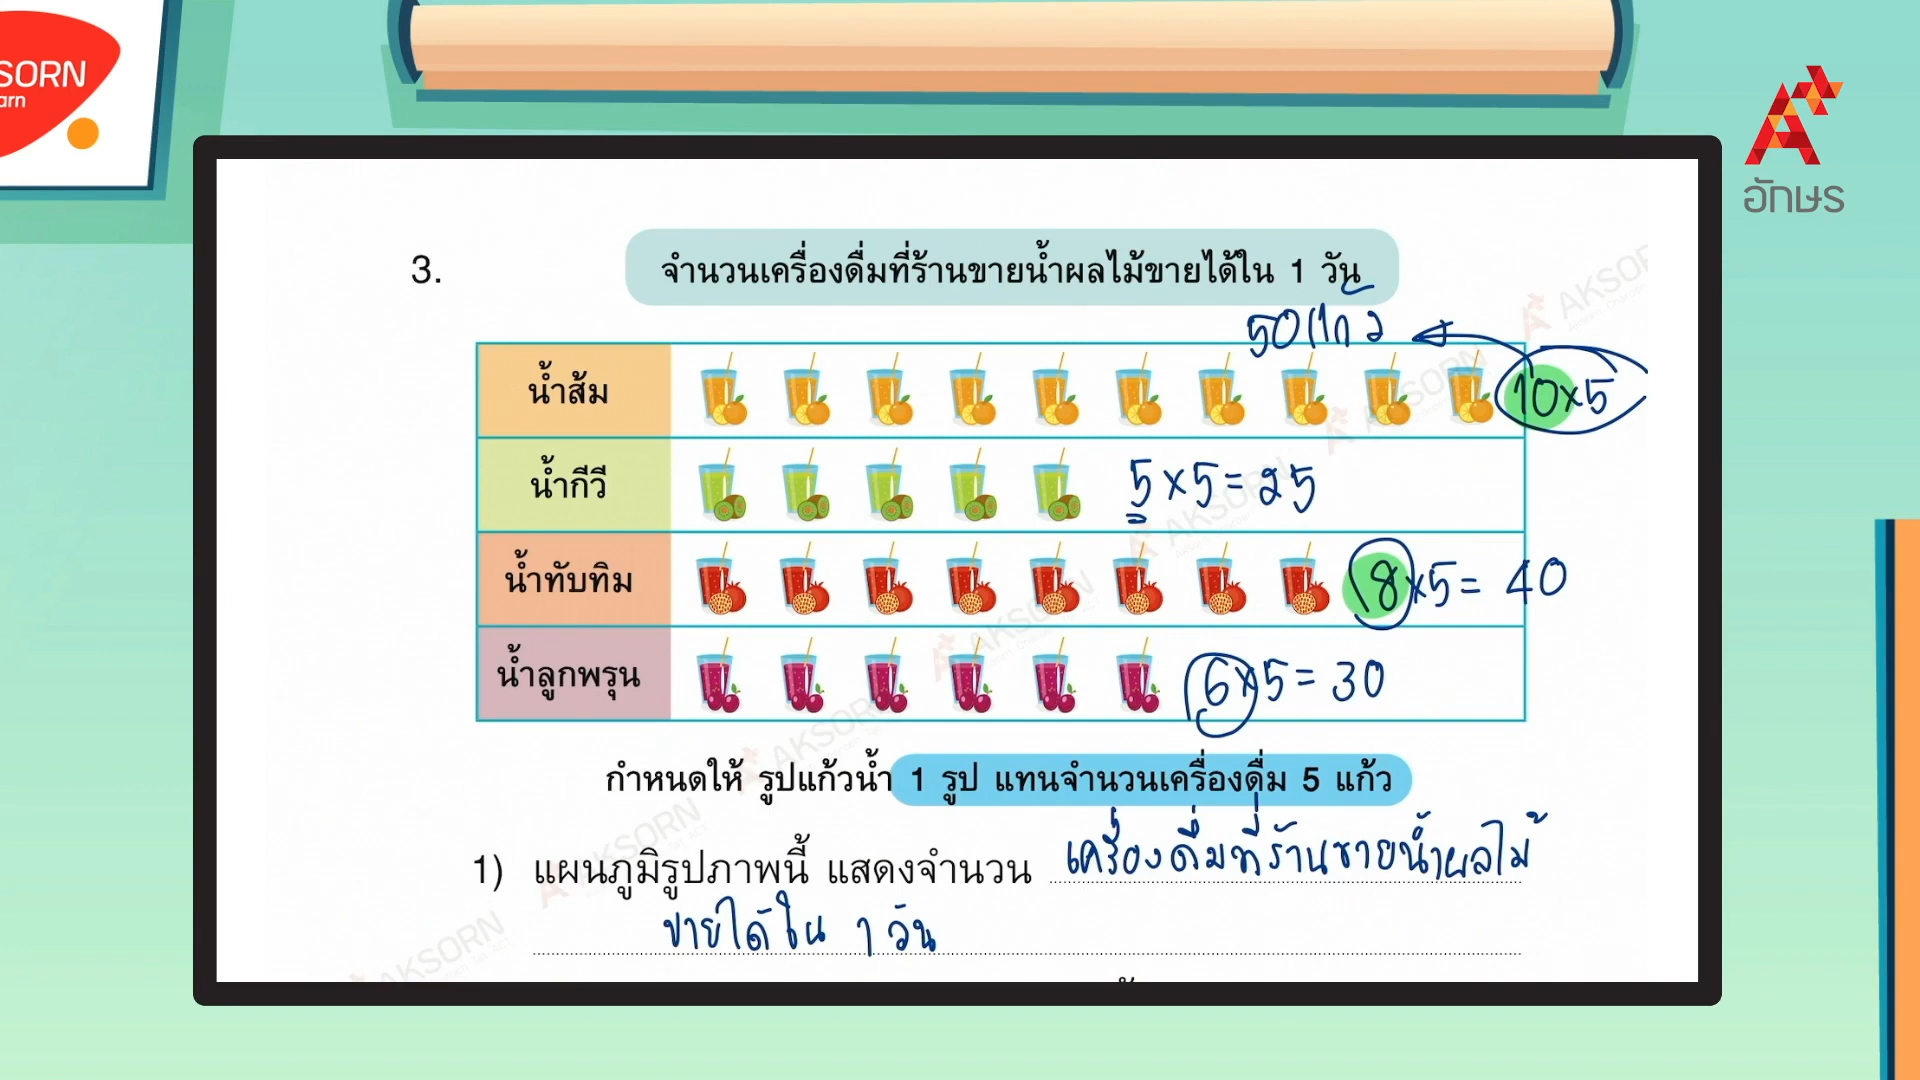 SORN
arn
อักษร
3. จำนวนเครื่องดื่มที่ร้านขายน้ำผลไม้ขายได้ใน 1 วัน
50 แก้ว
น้ำส้ม 10×5
น้ำกีวี 5×5=25
น้ำทับทิม 8×5= 40
น้ำลูกพรุน 6×5=30
กำหนดให้ รูปแก้วน้ำ 1 รูป แทนจำนวนเครื่องดื่ม 5 แก้ว
1) แผนภูมิรูปภาพนี้ แสดงจำนวน เครื่องดื่มที่ร้านขายน้ำผลไม้
ขายได้ใน 1 วัน
AKSORN
AKSORN
AKSORN
AKSORN
AKSORN
AKSORN
AKSORN